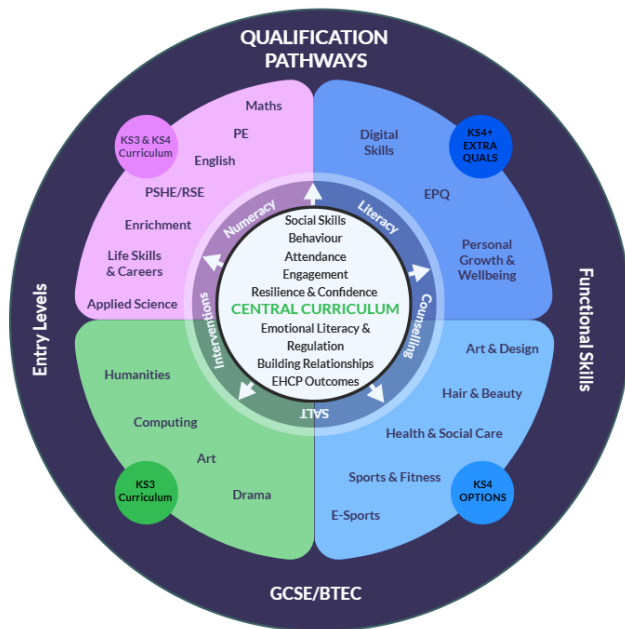 QUALIFICATION
PATHWAYS
Maths
PE
English
PSHE/RSE
Enrichment
Life Skills
& Careers
Applied Science
KS3 & KS4
Curriculum
Digital
Skills
EPQ
Personal
Growth &
Wellbeing
KS4+
EXTRA
QUALS
Numeracy
Literacy
Counselling
SALT
Interventions
Social Skills
Behaviour
Attendance
Engagement
Resilience & Confidence
CENTRAL CURRICULUM
Emotional Literacy &
Regulation
Building Relationships
EHCP Outcomes
Entry Levels
Functional Skills
Humanities
Computing
Art
Drama
KS3
Curriculum
Art & Design
Hair & Beauty
Health & Social Care
Sports & Fitness
E-Sports
KS4
OPTIONS
GCSE/BTEC